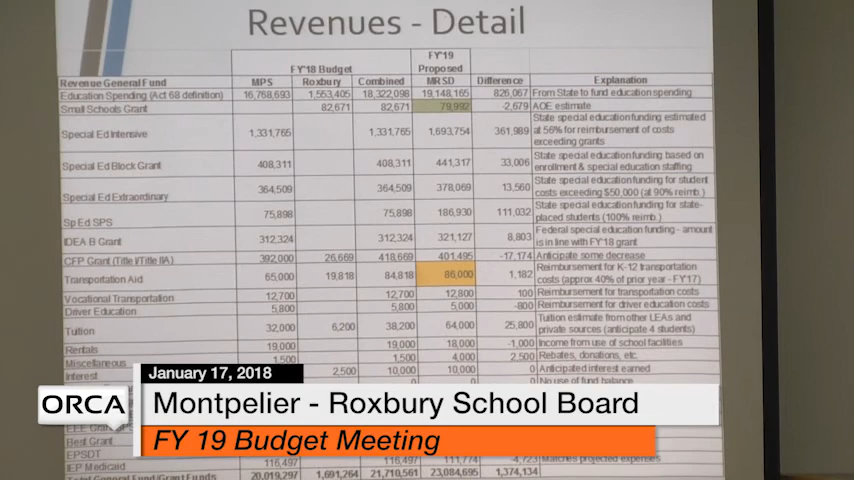 Revenues - Detail
FY'18 Budget FY'19 Proposed
Revenue General Fund MPS Roxbury Combined MRSD Difference Explanation
Education Spending (Act 68 definition) 16,768,693 1,553,405 18,322,098 19,148,165 826,067 From State to fund education spending
Small Schools Grant 82,671 82,671 79,992 -2,679 AOE estimate
Special Ed Intensive 1,331,765 1,331,765 1,693,754 361,989 State special education funding estimated at 56% for reimbursement of costs exceeding grants
Special Ed Block Grant 408,311 408,311 441,317 33,006 State special education funding based on enrollment & special education staffing
Special Ed Extraordinary 364,509 364,509 378,069 13,560 State special education funding for student costs exceeding $50,000 (at 90% reimb.)
Sp Ed SPS 75,898 75,898 186,930 111,032 State special education funding for state-placed students (100% reimb.)
IDEA B Grant 312,324 312,324 321,127 8,803 Federal special education funding - amount is in line with FY'18 grant
CFP Grant (Title I/Title IIA) 392,000 26,669 418,669 401,495 -17,174 Anticipate some decrease
Transportation Aid 65,000 19,818 84,818 86,000 1,182 Reimbursement for K-12 transportation costs (approx 40% of prior year - FY17)
Vocational Transportation 12,700 12,700 12,800 100 Reimbursement for transportation costs
Driver Education 5,800 5,800 5,000 -800 Reimbursement for driver education costs
Tuition 32,000 6,200 38,200 64,000 25,800 Tuition estimate from other LEAs and private sources (anticipate 4 students)
Rentals 19,000 19,000 18,000 -1,000 Income from use of school facilities
Miscellaneous 1,500 1,500 4,000 2,500 Rebates, donations, etc.
Interest 2,500 10,000 10,000 0 Anticipated interest earned
0 No use of fund balance
January 17, 2018
ORCA
Montpelier - Roxbury School Board
FY 19 Budget Meeting
Best Grant
EPSDT
IEP Medicaid 116,497 116,497 111,774 -4,723 Matches projected expenses
Total General Fund/Grant Funds 20,019,297 1,691,264 21,710,561 23,084,695 1,374,134